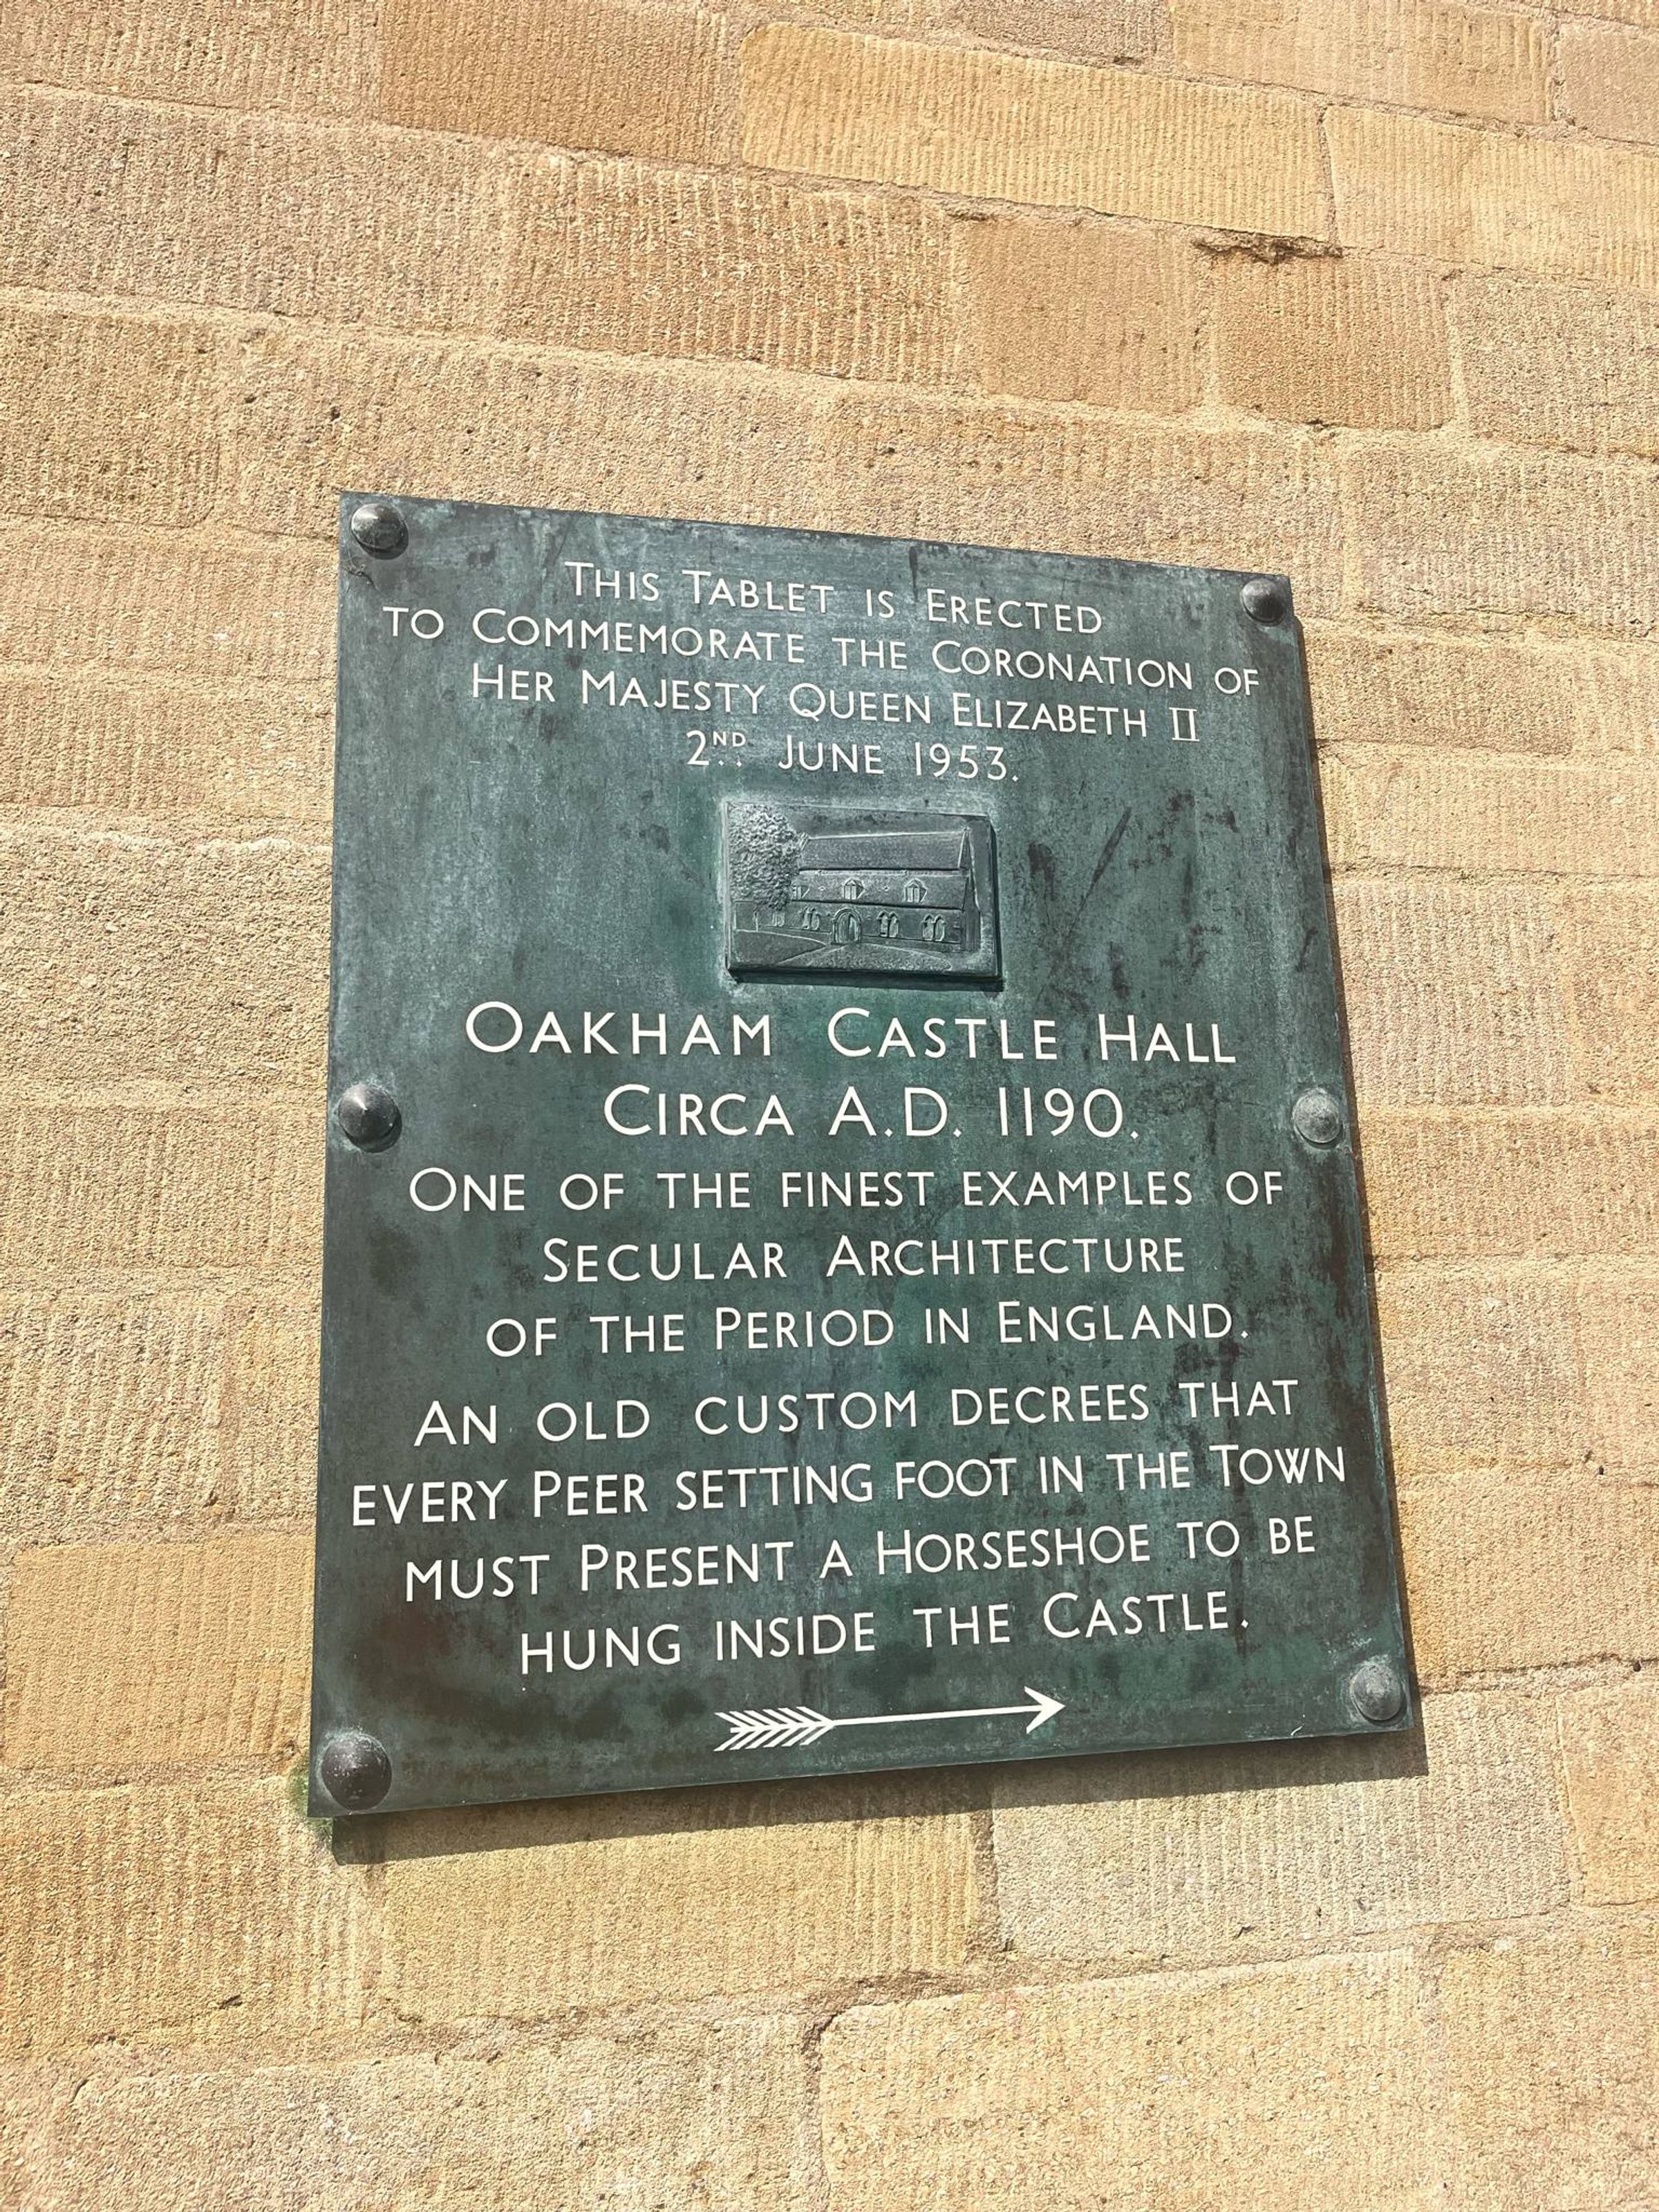 THIS TABLET IS ERECTED
TO COMMEMORATE THE CORONATION OF
HER MAJESTY QUEEN ELIZABETH II
2ND JUNE 1953.
OAKHAM CASTLE HALL
CIRCA A.D. 1190.
ONE OF THE FINEST EXAMPLES OF
SECULAR ARCHITECTURE
OF THE PERIOD IN ENGLAND.
AN OLD CUSTOM DECREES THAT
EVERY PEER SETTING FOOT IN THE TOWN
MUST PRESENT A HORSESHOE TO BE
HUNG INSIDE THE CASTLE.